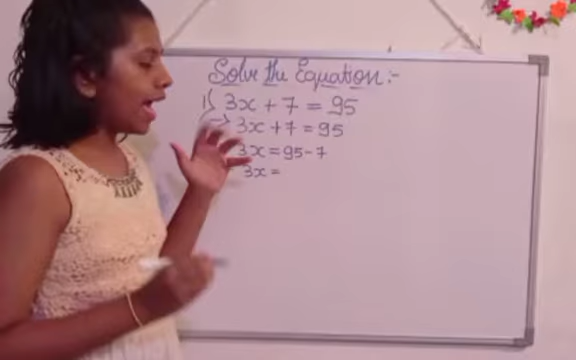 Solve the Equation:-
1) 3x + 7 = 95
=> 3x + 7 = 95
3x = 95 - 7
3x =